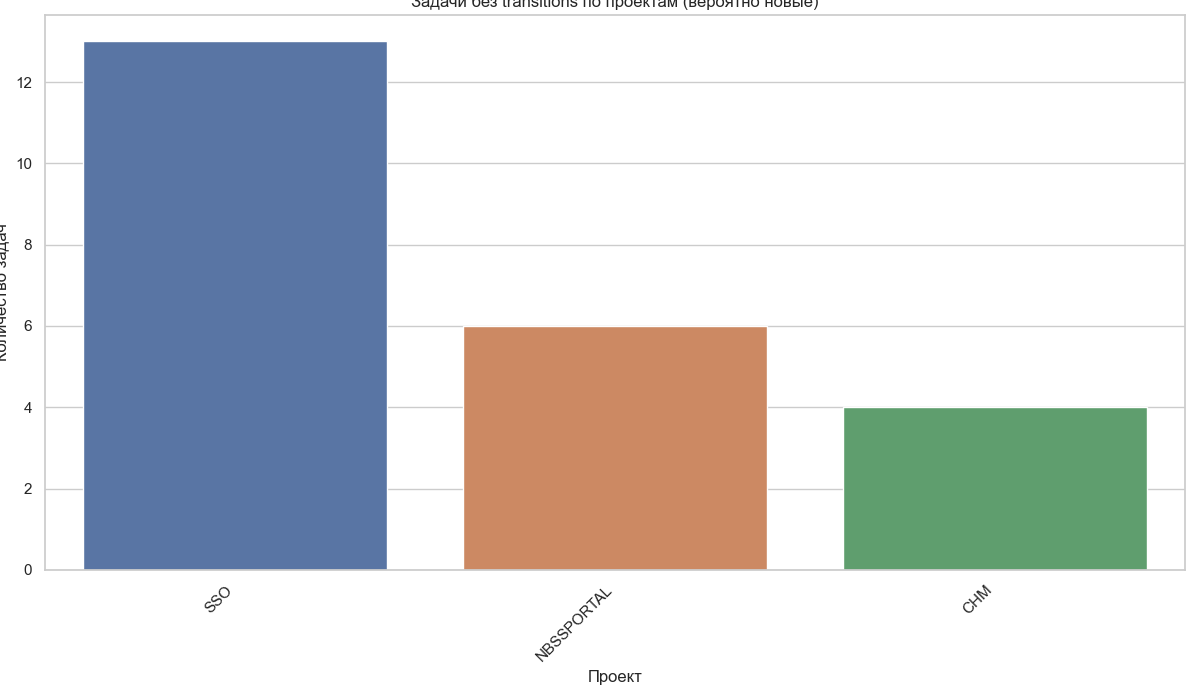 Задачи без transitions по проектам (вероятно новые)
12
10
8
6
4
2
0
Количество задач
SSO
NBSSPORTAL
CHM
Проект